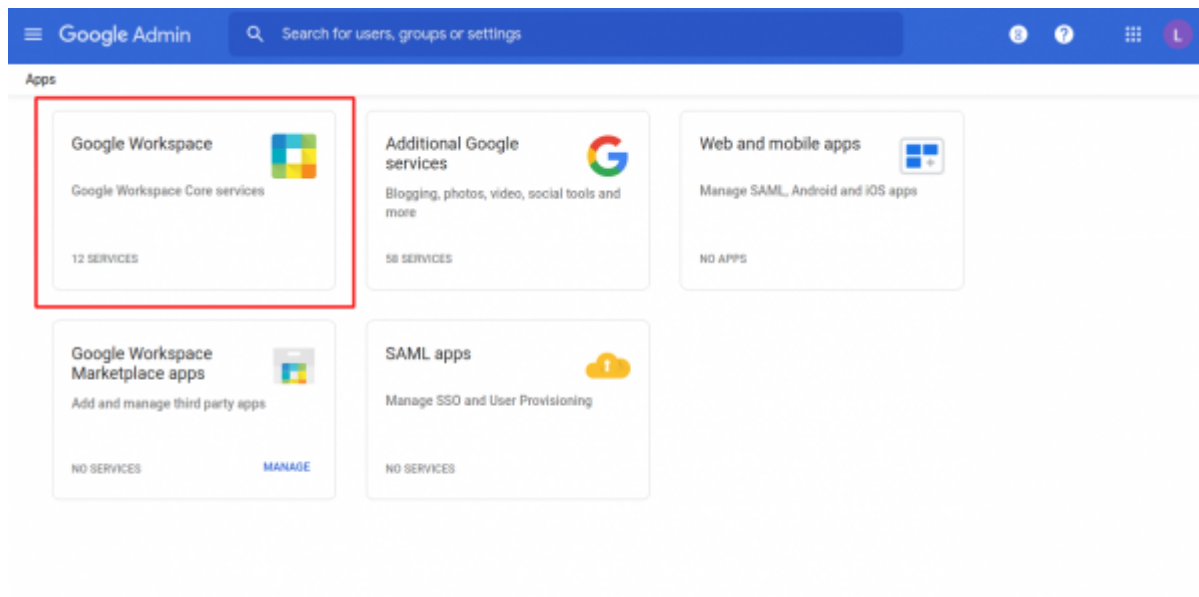 Google Admin
Search for users, groups or settings
8
?
L
Apps
Google Workspace
Google Workspace Core services
12 SERVICES
Additional Google
services
Blogging, photos, video, social tools and
more
58 SERVICES
Web and mobile apps
Manage SAML, Android and iOS apps
NO APPS
Google Workspace
Marketplace apps
Add and manage third party apps
NO SERVICES
MANAGE
SAML apps
Manage SSO and User Provisioning
NO SERVICES